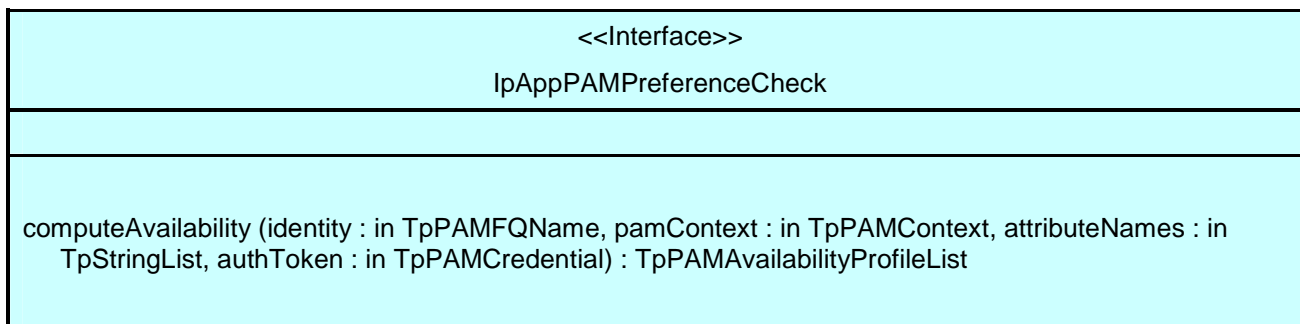 <<Interface>>
IpAppPAMPreferenceCheck
computeAvailability (identity : in TpPAMFQName, pamContext : in TpPAMContext, attributeNames : in
TpStringList, authToken : in TpPAMCredential) : TpPAMAvailabilityProfileList